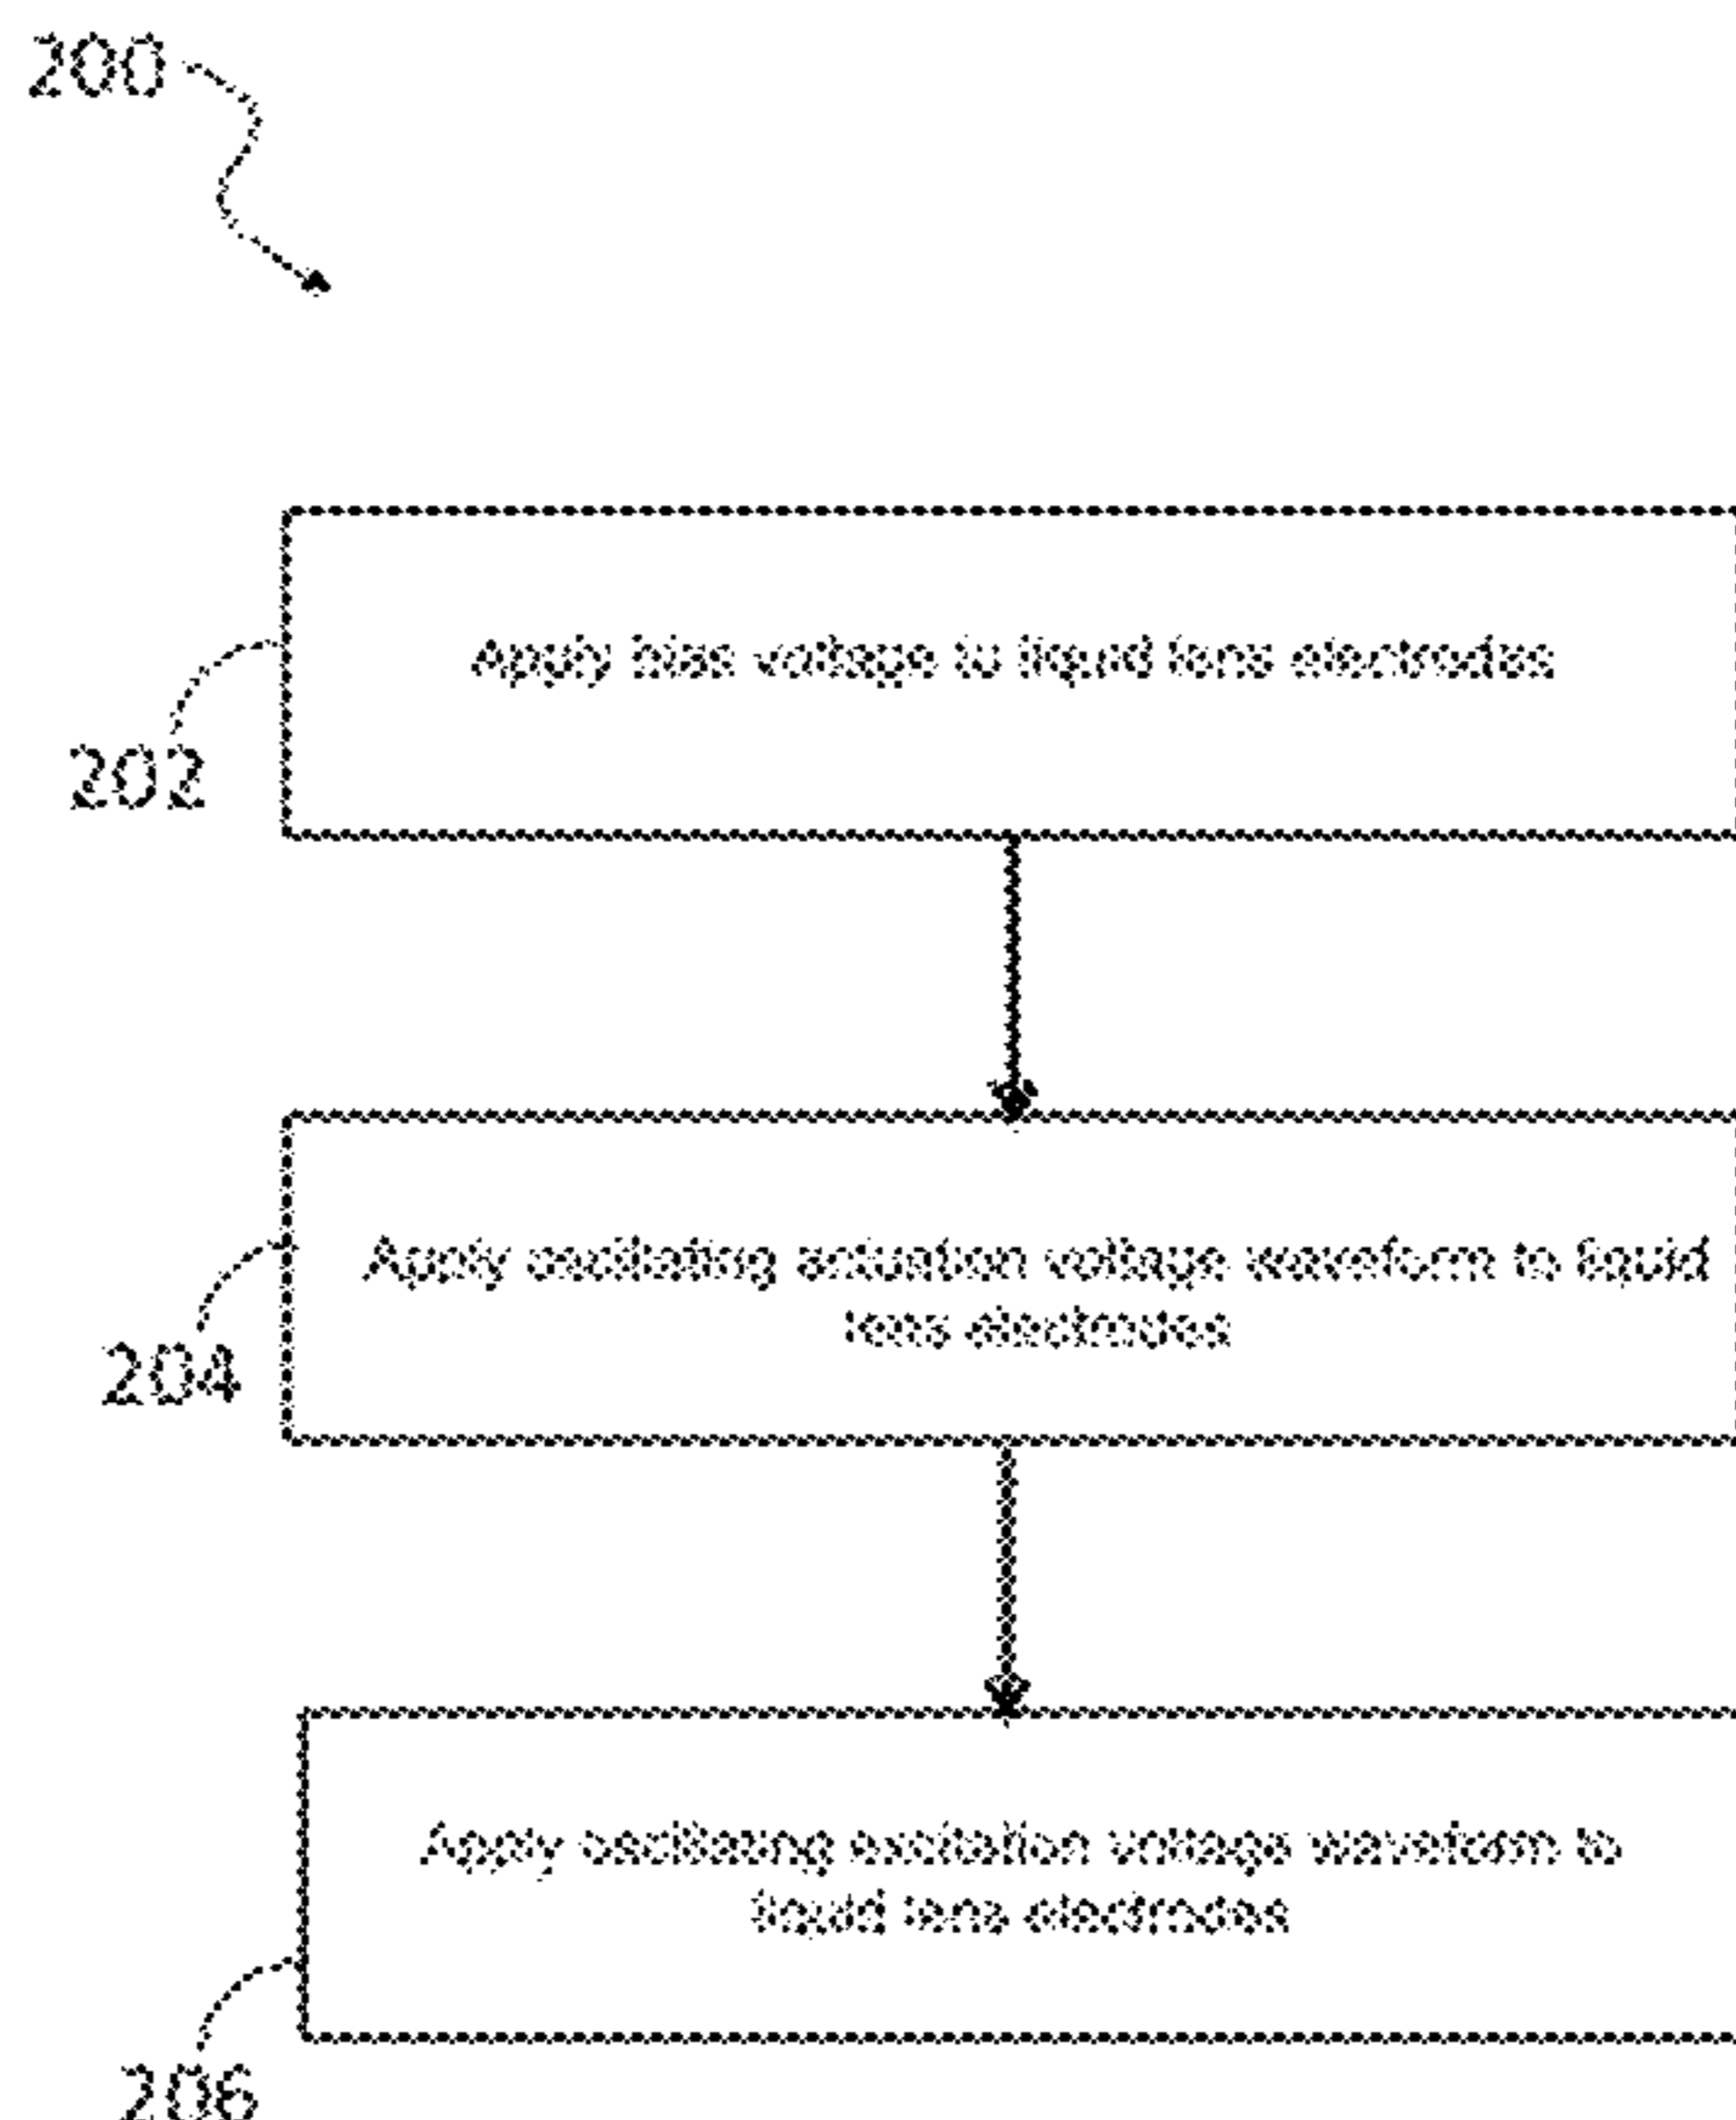 200
Apply bias voltage to liquid lens electrodes
202
Apply oscillating actuation voltage waveform to liquid
lens electrodes
204
Apply oscillating excitation voltage waveform to
liquid lens electrodes
206